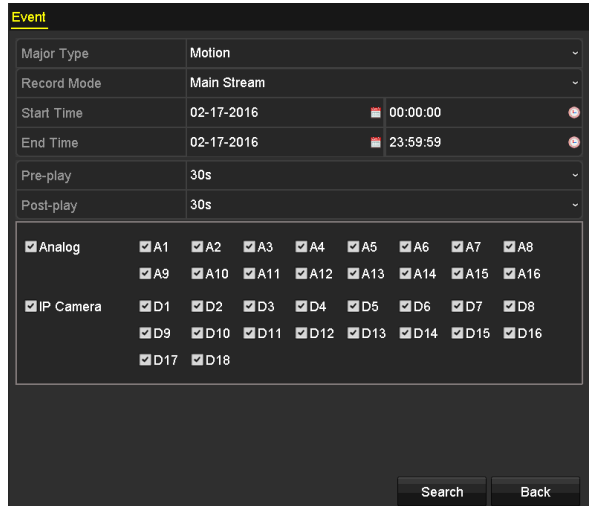 Event
Major Type Motion
Record Mode Main Stream
Start Time 02-17-2016 00:00:00
End Time 02-17-2016 23:59:59
Pre-play 30s
Post-play 30s
Analog A1 A2 A3 A4 A5 A6 A7 A8
A9 A10 A11 A12 A13 A14 A15 A16
IP Camera D1 D2 D3 D4 D5 D6 D7 D8
D9 D10 D11 D12 D13 D14 D15 D16
D17 D18
Search Back